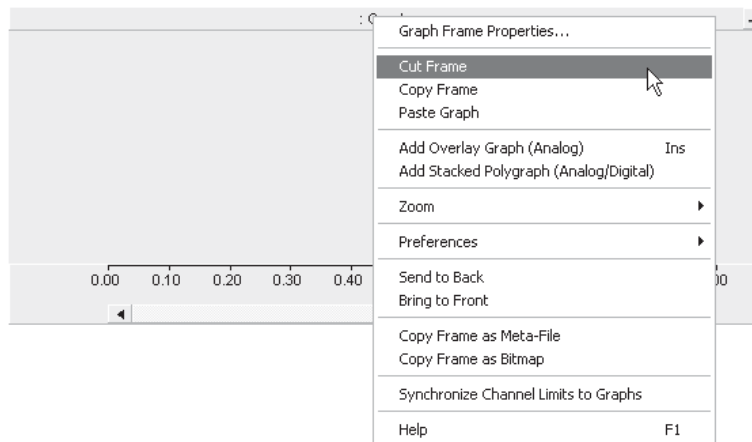 Graph Frame Properties...
Cut Frame
Copy Frame
Paste Graph
Add Overlay Graph (Analog) Ins
Add Stacked Polygraph (Analog/Digital)
Zoom
Preferences
Send to Back
Bring to Front
0.00 0.10 0.20 0.30 0.40
Copy Frame as Meta-File
Copy Frame as Bitmap
Synchronize Channel Limits to Graphs
Help F1